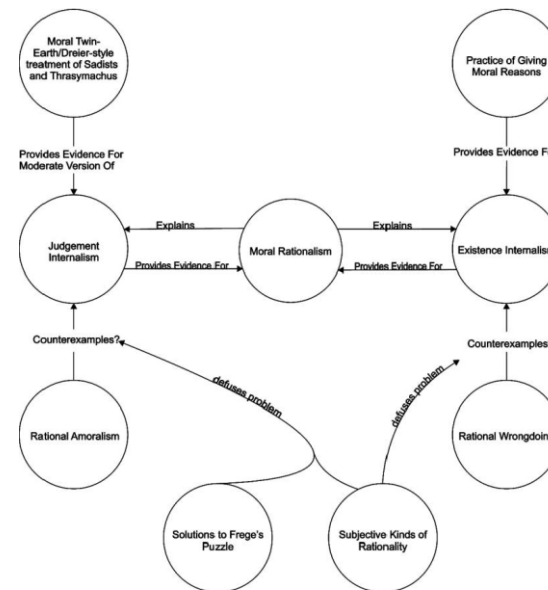 Moral Twin-
Earth/Dreier-style
treatment of Sadists
and Thrasymachus
Practice of Giving
Moral Reasons
Provides Evidence For
Moderate Version Of
Provides Evidence Fo
Explains
Explains
Judgement
Internalism
Moral Rationalism
Existence Internalism
Provides Evidence For
Provides Evidence For
Counterexamples?
Counterexamples
defuses problem
defuses problem
Rational Amoralism
Rational Wrongdoin
Solutions to Frege's
Puzzle
Subjective Kinds of
Rationality